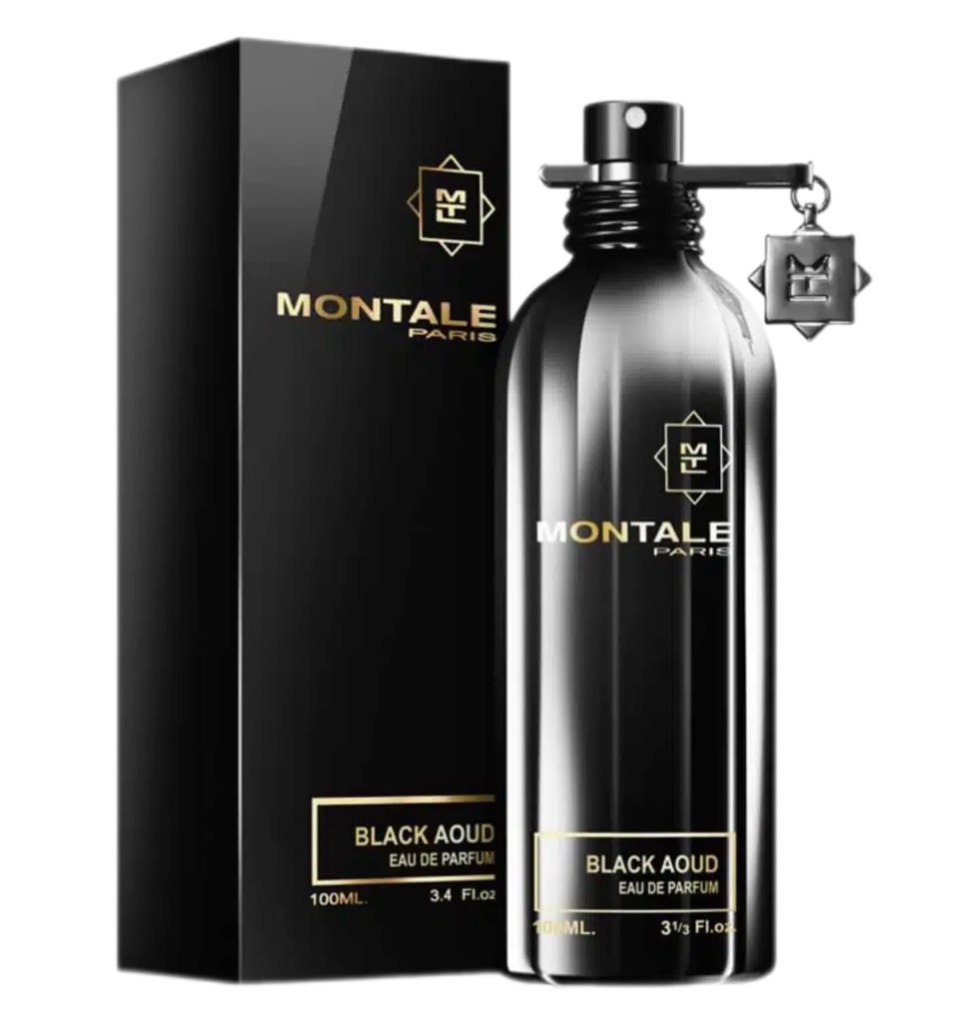 MONTALE
PARIS
BLACK AOUD
EAU DE PARFUM
100ML. 3.4 Fl.oz
MONTALE
PARIS
BLACK AOUD
EAU DE PARFUM
100ML. 3 1/3 Fl.oz.